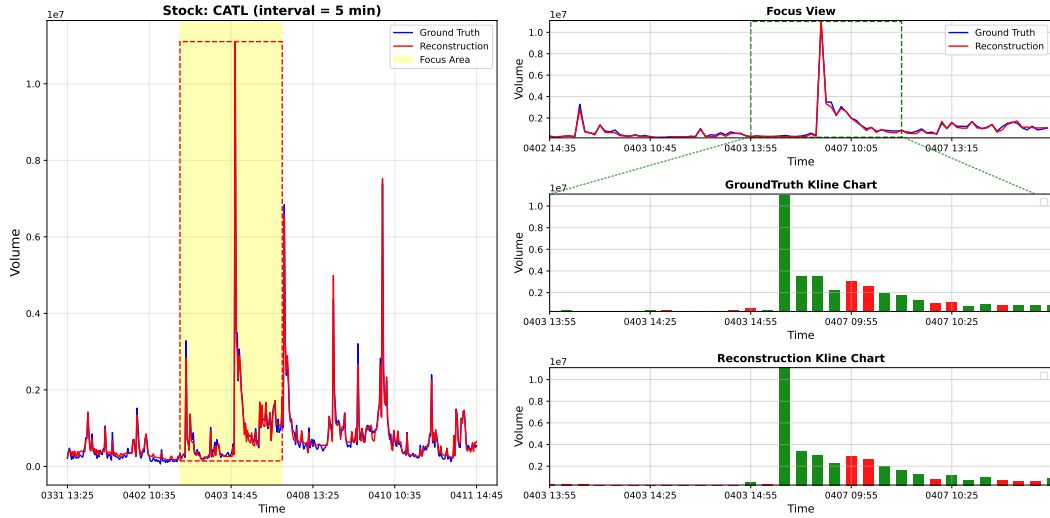 Stock: CATL (interval = 5 min)
1e7
Ground Truth
Reconstruction
Focus Area
Volume
1.0
0.8
0.6
0.4
0.2
0.0
0331 13:25
0402 10:35
0403 14:45
0408 13:25
0410 10:35
0411 14:45
Time
Focus View
1e7
Ground Truth
Reconstruction
Volume
1.0
0.8
0.6
0.4
0.2
0402 14:35
0403 10:45
0403 13:55
0407 10:05
0407 13:15
Time
GroundTruth Kline Chart
1e7
Volume
1.0
0.8
0.6
0.4
0.2
0403 13:55
0403 14:25
0403 14:55
0407 09:55
0407 10:25
Time
Reconstruction Kline Chart
1e7
Volume
1.0
0.8
0.6
0.4
0.2
0403 13:55
0403 14:25
0403 14:55
0407 09:55
0407 10:25
Time